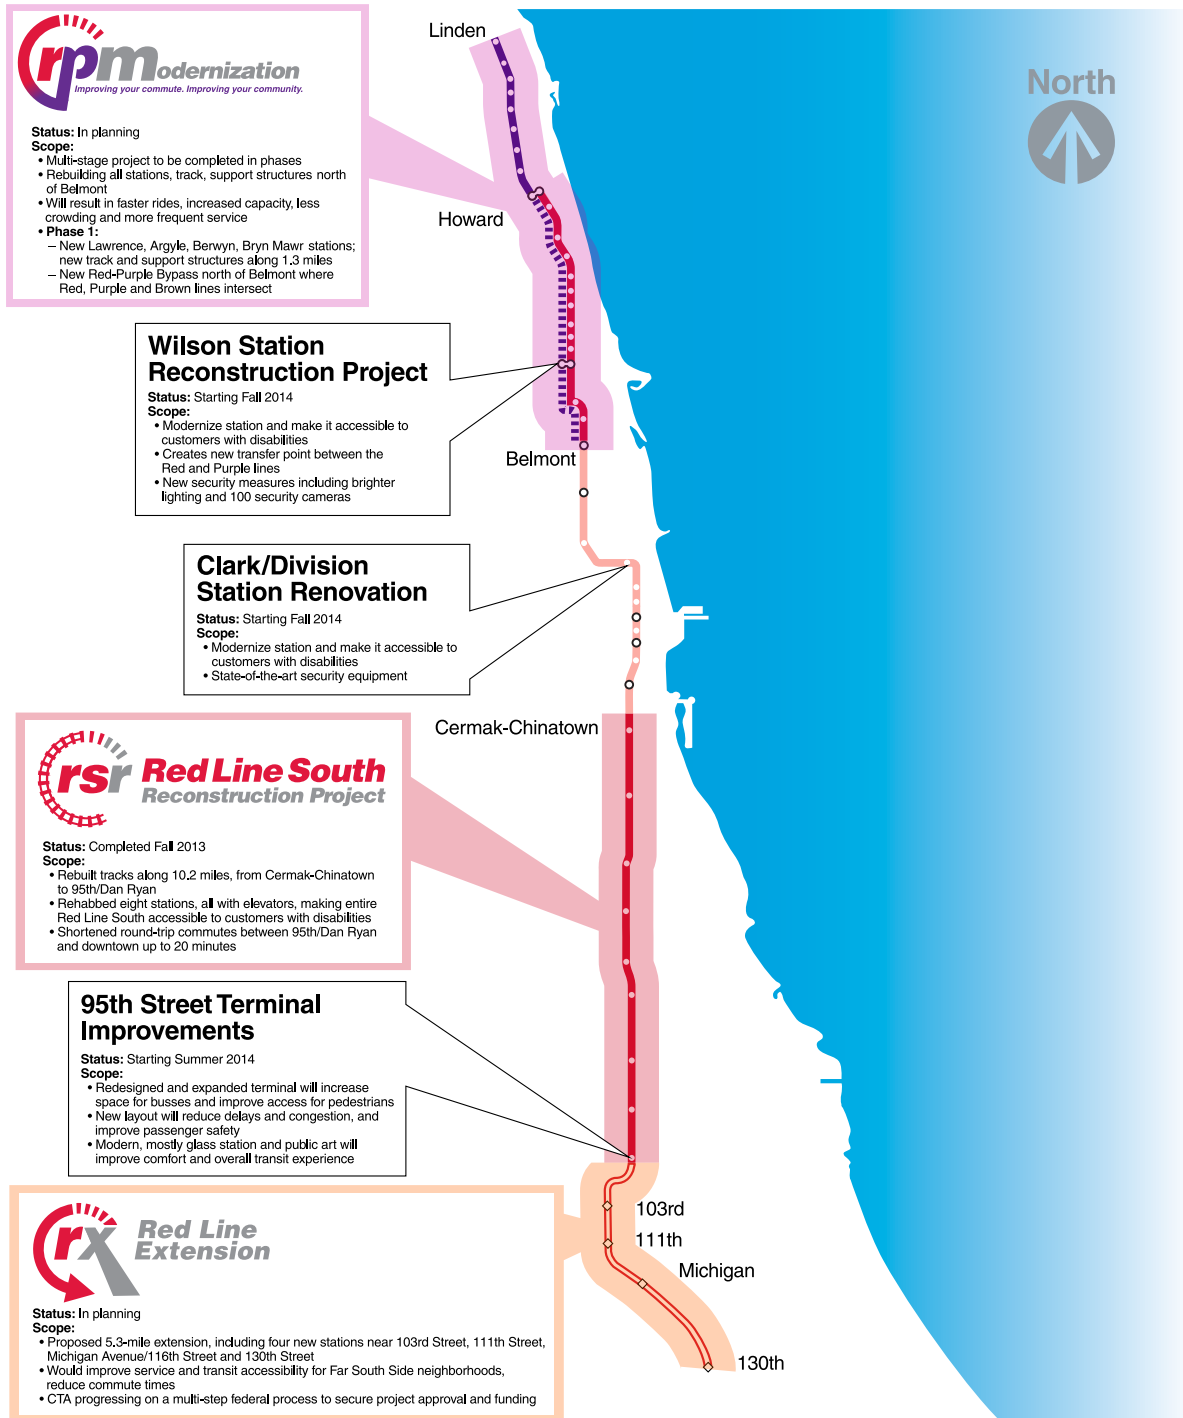 Linden
North
rpmodernization
Improving your commute. Improving your community.
Status: In planning
Scope:
• Multi-stage project to be completed in phases
• Rebuilding all stations, track, support structures north
of Belmont
• Will result in faster rides, increased capacity, less
crowding and more frequent service
• Phase 1:
– New Lawrence, Argyle, Berwyn, Bryn Mawr stations;
new track and support structures along 1.3 miles
– New Red-Purple Bypass north of Belmont where
Red, Purple and Brown lines intersect
Howard
Wilson Station
Reconstruction Project
Status: Starting Fall 2014
Scope:
• Modernize station and make it accessible to
customers with disabilities
• Creates new transfer point between the
Red and Purple lines
• New security measures including brighter
lighting and 100 security cameras
Belmont
Clark/Division
Station Renovation
Status: Starting Fall 2014
Scope:
• Modernize station and make it accessible to
customers with disabilities
• State-of-the-art security equipment
Cermak-Chinatown
rsr Red Line South
Reconstruction Project
Status: Completed Fall 2013
Scope:
• Rebuilt tracks along 10.2 miles, from Cermak-Chinatown
to 95th/Dan Ryan
• Rehabbed eight stations, all with elevators, making entire
Red Line South accessible to customers with disabilities
• Shortened round-trip commutes between 95th/Dan Ryan
and downtown up to 20 minutes
95th Street Terminal
Improvements
Status: Starting Summer 2014
Scope:
• Redesigned and expanded terminal will increase
space for busses and improve access for pedestrians
• New layout will reduce delays and congestion, and
improve passenger safety
• Modern, mostly glass station and public art will
improve comfort and overall transit experience
103rd
111th
Michigan
130th
rx Red Line
Extension
Status: In planning
Scope:
• Proposed 5.3-mile extension, including four new stations near 103rd Street, 111th Street,
Michigan Avenue/116th Street and 130th Street
• Would improve service and transit accessibility for Far South Side neighborhoods,
reduce commute times
• CTA progressing on a multi-step federal process to secure project approval and funding